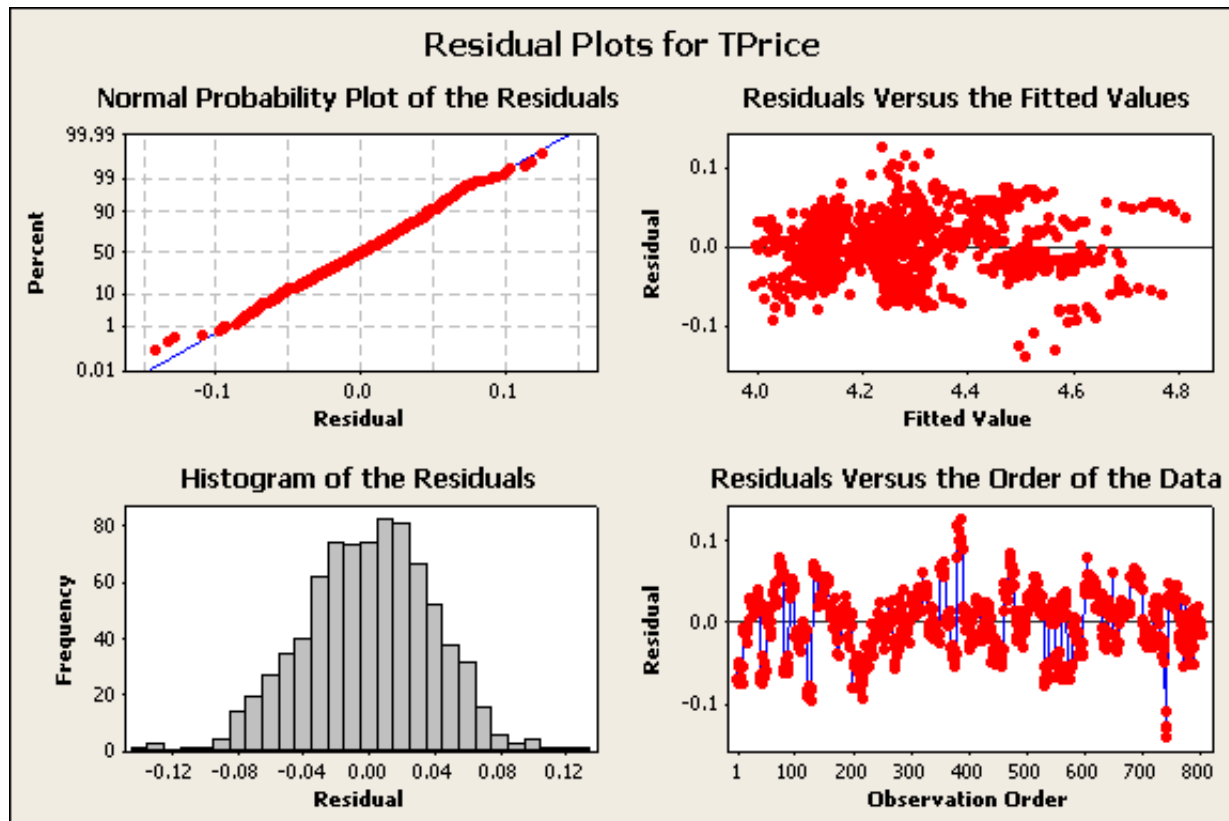 Residual Plots for TPrice
Normal Probability Plot of the Residuals
99.99
99
90
50
10
1
0.01
Percent
-0.1 0.0 0.1
Residual
Residuals Versus the Fitted Values
0.1
0.0
-0.1
Residual
4.0 4.2 4.4 4.6 4.8
Fitted Value
Histogram of the Residuals
80
60
40
20
0
Frequency
-0.12 -0.08 -0.04 0.00 0.04 0.08 0.12
Residual
Residuals Versus the Order of the Data
0.1
0.0
-0.1
Residual
1 100 200 300 400 500 600 700 800
Observation Order